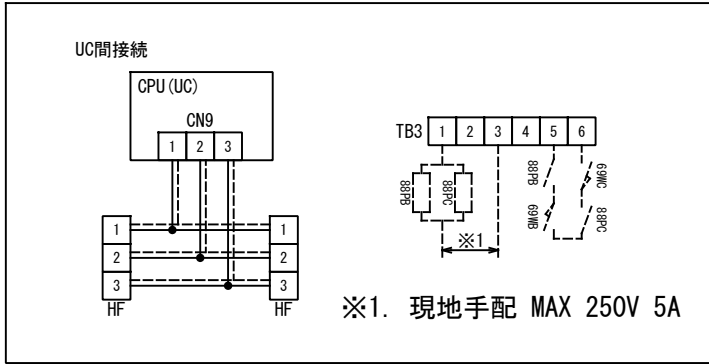 UC間接続
CPU(UC)
CN9
1 2 3
TB3 1 2 3 4 5 6
88PB 88PC
88PB 69WC
69WB 88PC
※1
1 1
2 2
3 3
HF HF
※1. 現地手配 MAX 250V 5A